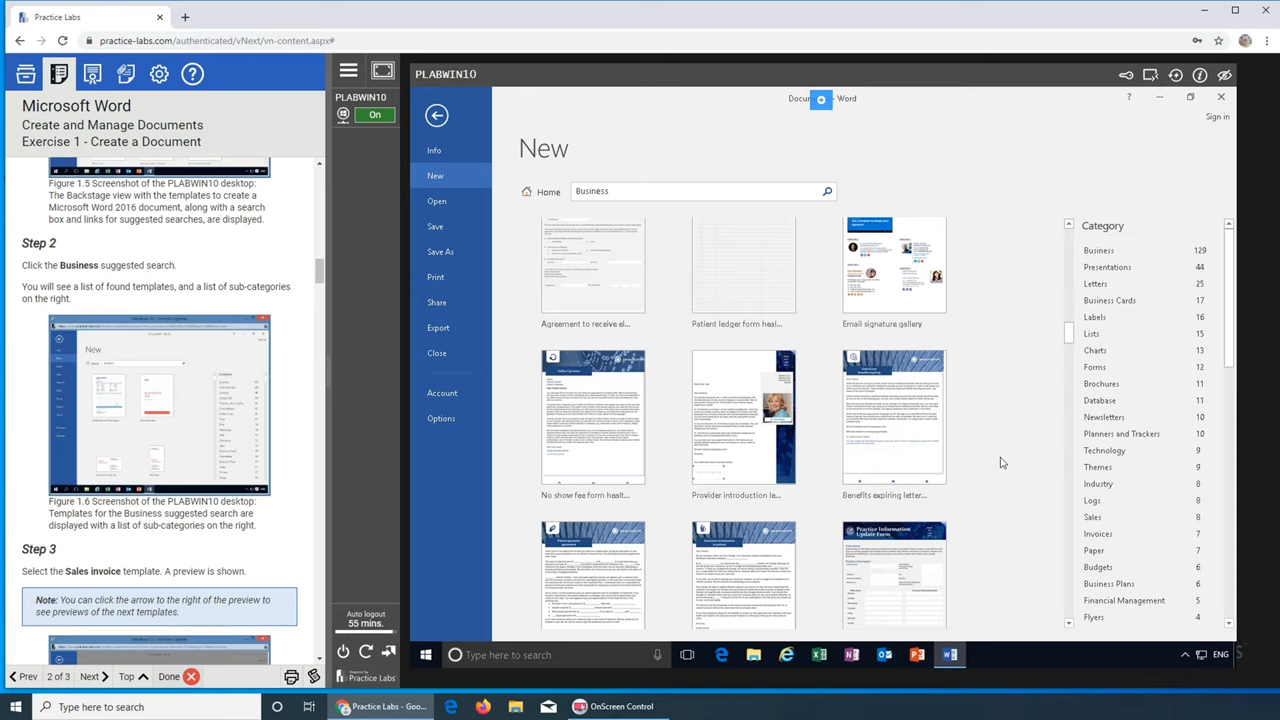 Practice Labs
practice-labs.com/authenticated/vNext/vn-content.aspx#
Microsoft Word
Create and Manage Documents
Exercise 1 - Create a Document
Figure 1.5 Screenshot of the PLABWIN10 desktop:
The Backstage view with the templates to create a
Microsoft Word 2016 document, along with a search
box and links for suggested searches, are displayed.
Step 2
Click the Business suggested search.
You will see a list of found templates, and a list of sub-categories
on the right.
New
Figure 1.6 Screenshot of the PLABWIN10 desktop:
Templates for the Business suggested search are
displayed with a list of sub-categories on the right.
Step 3
Select the Sales invoice template. A preview is shown.
Note: You can click the arrow to the right of the preview to
see previews of the next templates.
Prev
2 of 3
Next
Top
Done
PLABWIN10
On
Auto logout
55 mins.
Powered by
Practice Labs
PLABWIN10
- Word
Sign in
Info
New
Open
Save
Save As
Print
Share
Export
Close
Account
Options
New
Home
Business
Agreement to receive el...
Patient ledger form heal...
Email signature gallery
No show fee form healt...
Provider introduction le...
Benefits expiring letter...
Practice Information
Update Form
Category
Business 129
Presentations 44
Letters 25
Business Cards 17
Labels 16
Lists 15
Charts 13
Forms 12
Brochures 11
Database 11
Newsletters 10
Planners and Trackers 10
Technology 9
Themes 9
Industry 8
Logs 8
Sales 8
Invoices 7
Paper 7
Budgets 6
Business Plans 6
Financial Management 5
Flyers 4
Type here to search
ENG
Type here to search
Practice Labs - Goo...
OnScreen Control